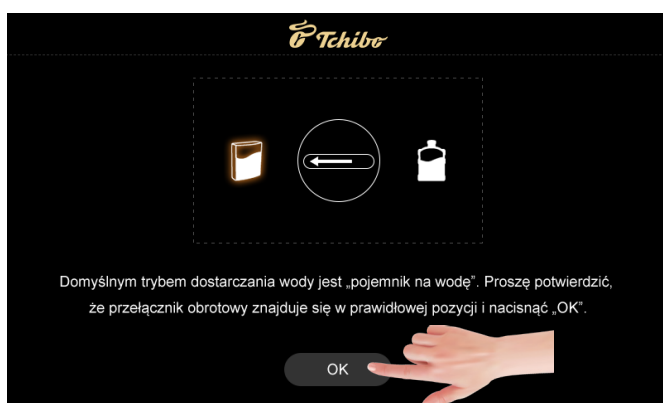 Tchibo
Domyślnym trybem dostarczania wody jest „pojemnik na wodę”. Proszę potwierdzić,
że przełącznik obrotowy znajduje się w prawidłowej pozycji i nacisnąć „OK”.
OK